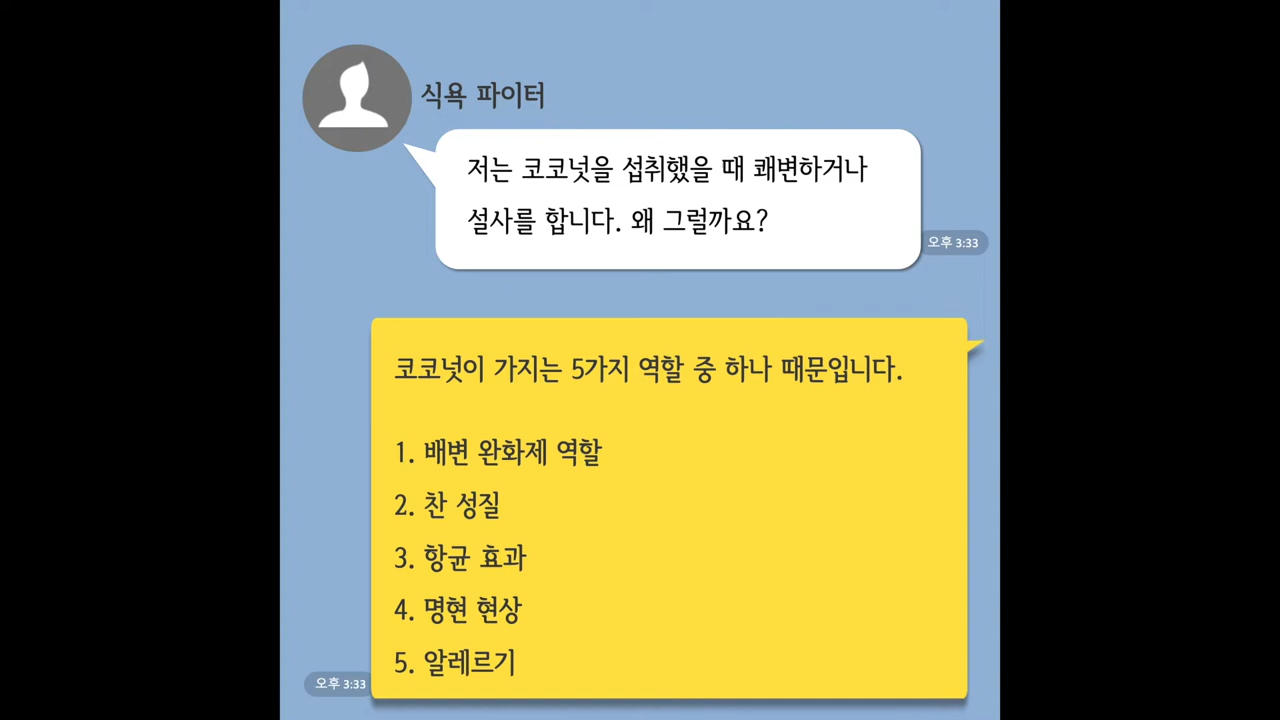 식욕 파이터
저는 코코넛을 섭취했을 때 쾌변하거나
설사를 합니다. 왜 그럴까요?
오후 3:33
코코넛이 가지는 5가지 역할 중 하나 때문입니다.
1. 배변 완화제 역할
2. 찬 성질
3. 항균 효과
4. 명현 현상
5. 알레르기
오후 3:33